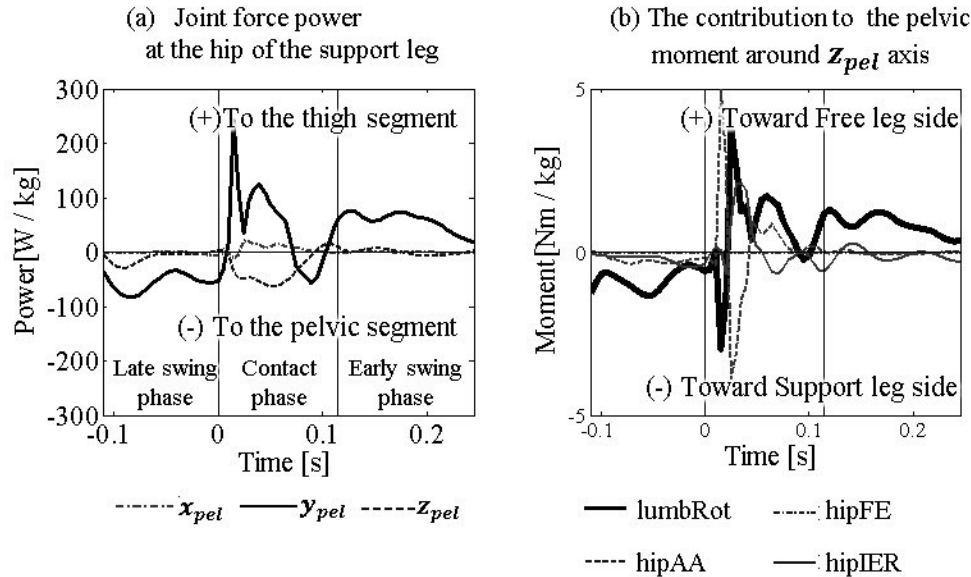 (a) Joint force power
at the hip of the support leg
(b) The contribution to the pelvic
moment around z_pel axis
300
200
100
0
-100
-200
-300
Power[W / kg]
(+) To the thigh segment
(-) To the pelvic segment
Late swing
phase
Contact
phase
Early swing
phase
-0.1
0
0.1
0.2
Time [s]
x_pel
y_pel
z_pel
5
0
-5
Moment[Nm / kg]
(+) Toward Free leg side
(-) Toward Support leg side
-0.1
0
0.1
0.2
Time [s]
lumbRot
hipFE
hipAA
hipIER